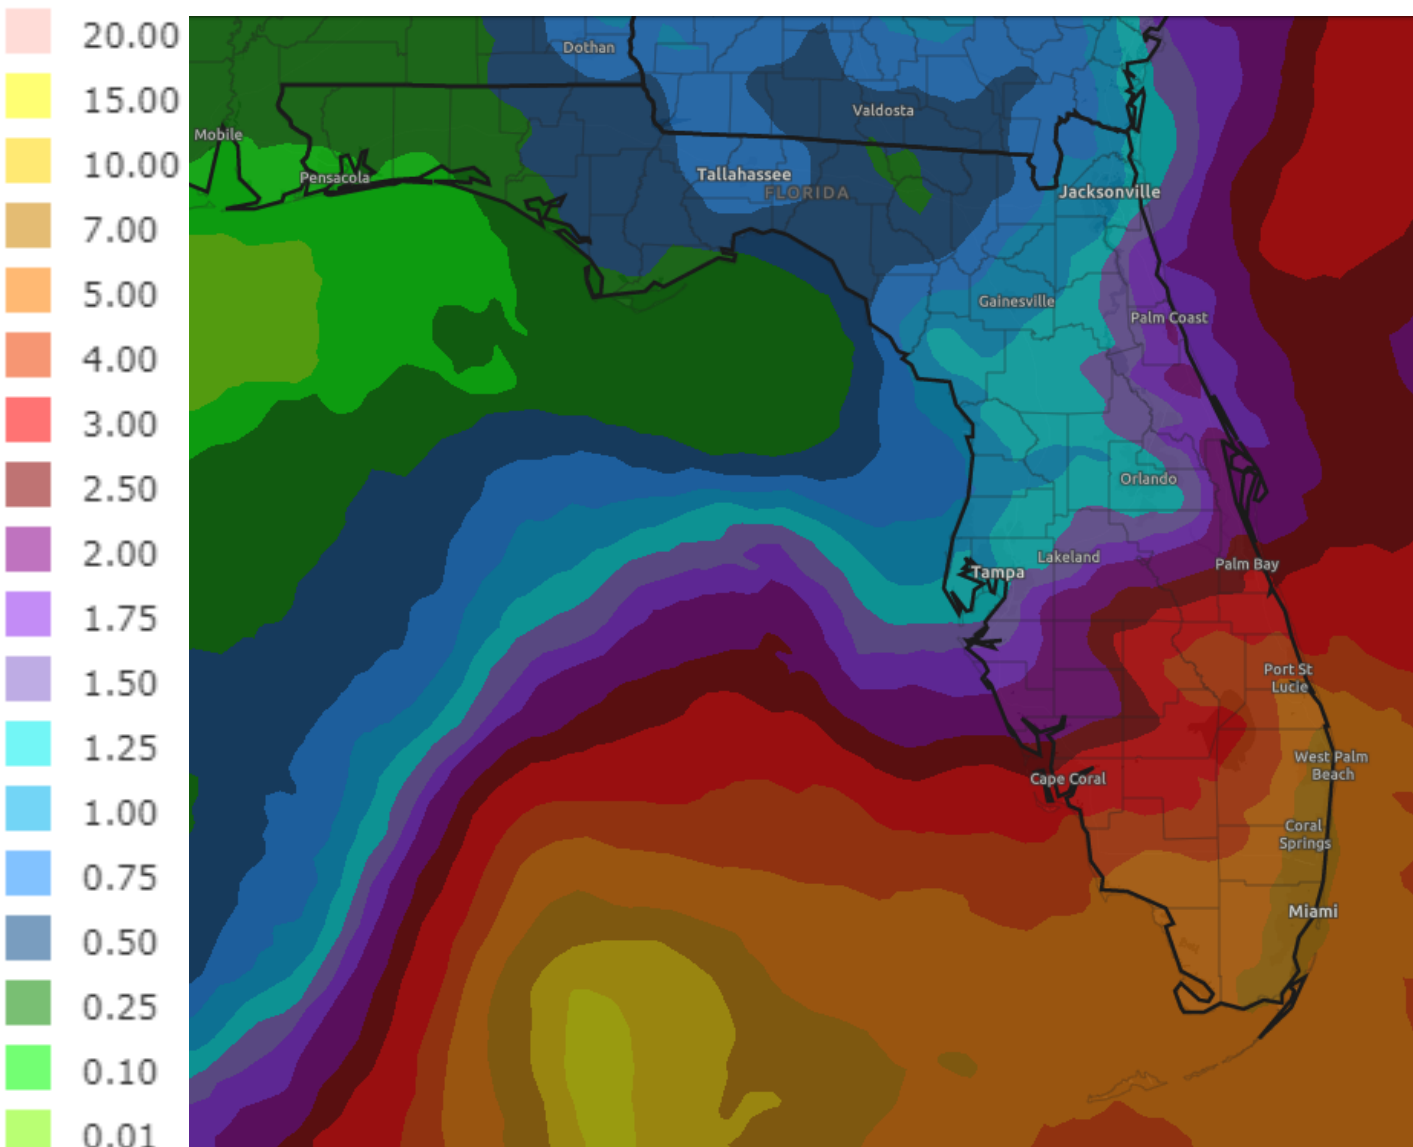 20.00
15.00
10.00
7.00
5.00
4.00
3.00
2.50
2.00
1.75
1.50
1.25
1.00
0.75
0.50
0.25
0.10
0.01
Dothan
Valdosta
Mobile
Pensacola
Tallahassee
FLORIDA
Jacksonville
Gainesville
Palm Coast
Orlando
Lakeland
Tampa
Palm Bay
Port St
Lucie
West Palm
Beach
Cape Coral
Coral
Springs
Miami